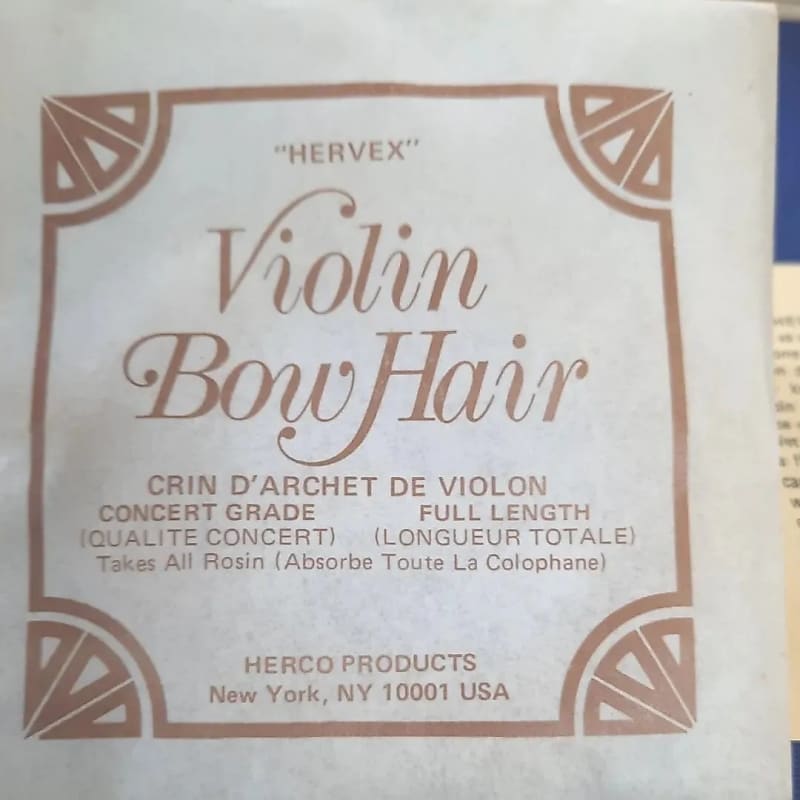 "HERVEX"
Violin
Bow Hair
CRIN D'ARCHET DE VIOLON
CONCERT GRADE FULL LENGTH
(QUALITE CONCERT) (LONGUEUR TOTALE)
Takes All Rosin (Absorbe Toute La Colophane)
HERCO PRODUCTS
New York, NY 10001 USA